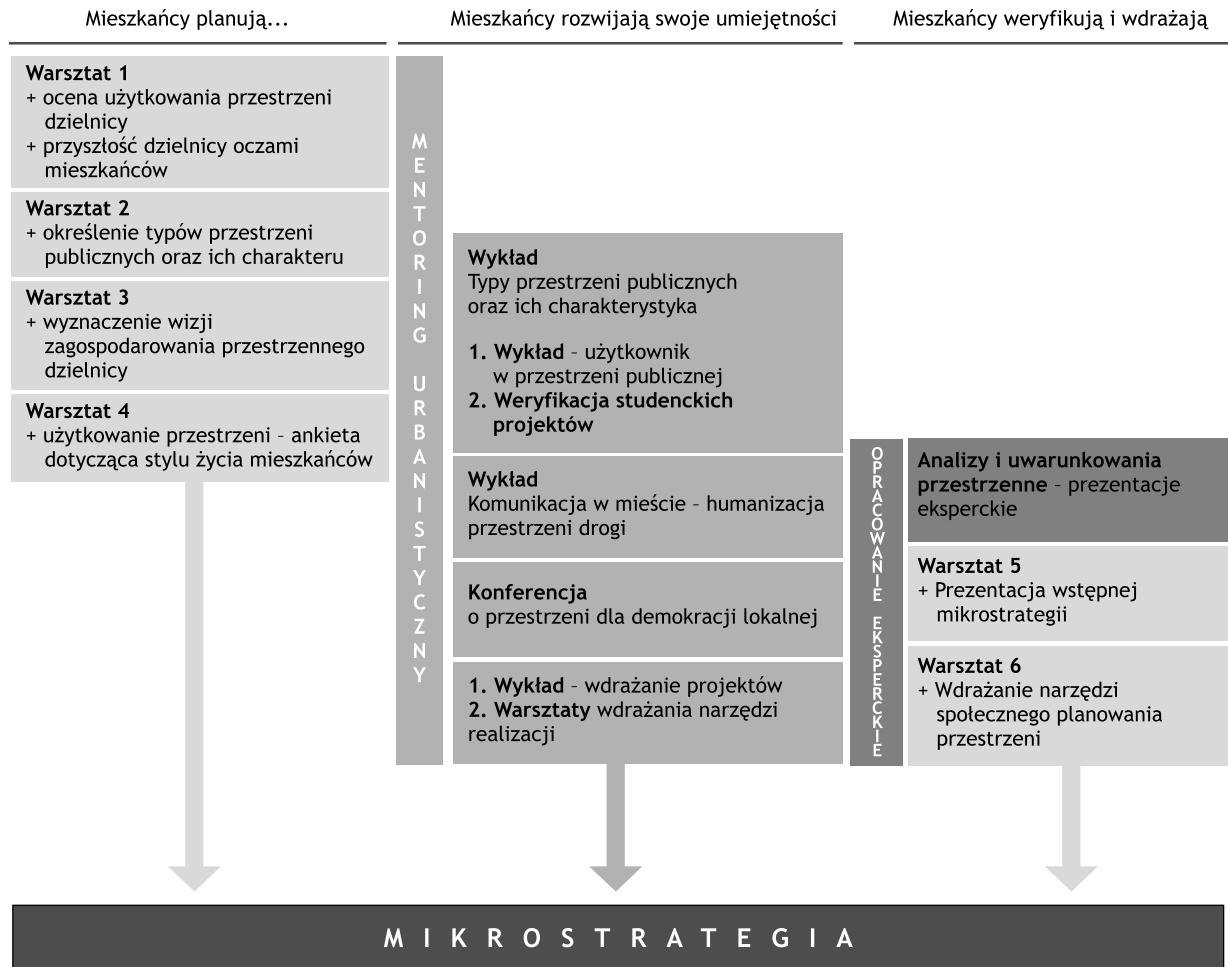 Mieszkańcy planują...
Mieszkańcy rozwijają swoje umiejętności
Mieszkańcy weryfikują i wdrażają
Warsztat 1
+ ocena użytkowania przestrzeni
dzielnicy
+ przyszłość dzielnicy oczami
mieszkańców
Warsztat 2
+ określenie typów przestrzeni
publicznych oraz ich charakteru
Warsztat 3
+ wyznaczenie wizji
zagospodarowania przestrzennego
dzielnicy
Warsztat 4
+ użytkowanie przestrzeni – ankieta
dotycząca stylu życia mieszkańców
MENTORING URBANISTYCZNY
Wykład
Typy przestrzeni publicznych
oraz ich charakterystyka
1. Wykład – użytkownik
w przestrzeni publicznej
2. Weryfikacja studenckich
projektów
Wykład
Komunikacja w mieście – humanizacja
przestrzeni drogi
Konferencja
o przestrzeni dla demokracji lokalnej
1. Wykład – wdrażanie projektów
2. Warsztaty wdrażania narzędzi
realizacji
OPRACOWANIE EKSPERCKIE
Analizy i uwarunkowania
przestrzenne – prezentacje
eksperckie
Warsztat 5
+ Prezentacja wstępnej
mikrostrategii
Warsztat 6
+ Wdrażanie narzędzi
społecznego planowania
przestrzeni
MIKROSTRATEGIA